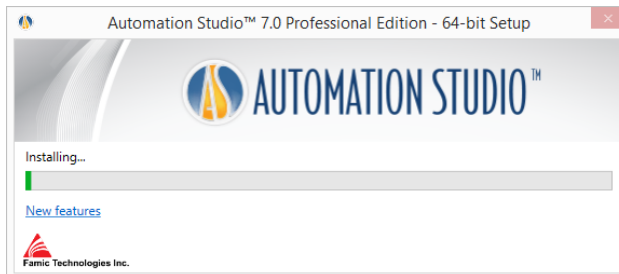 Automation Studio™ 7.0 Professional Edition - 64-bit Setup
AUTOMATION STUDIO™
Installing...
New features
Famic Technologies Inc.